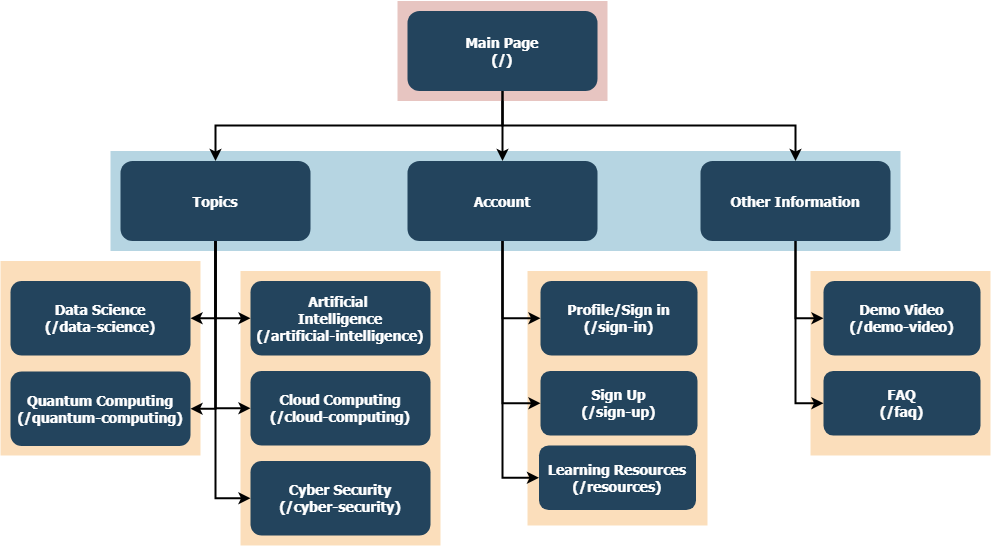 Main Page
(/)
Topics
Account
Other Information
Data Science
(/data-science)
Artificial
Intelligence
(/artificial-intelligence)
Profile/Sign in
(/sign-in)
Demo Video
(/demo-video)
Quantum Computing
(/quantum-computing)
Cloud Computing
(/cloud-computing)
Sign Up
(/sign-up)
FAQ
(/faq)
Cyber Security
(/cyber-security)
Learning Resources
(/resources)